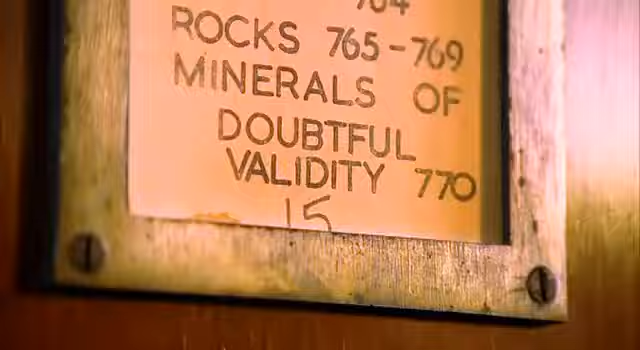 ROCKS 765-769
MINERALS OF
DOUBTFUL
VALIDITY 770
15